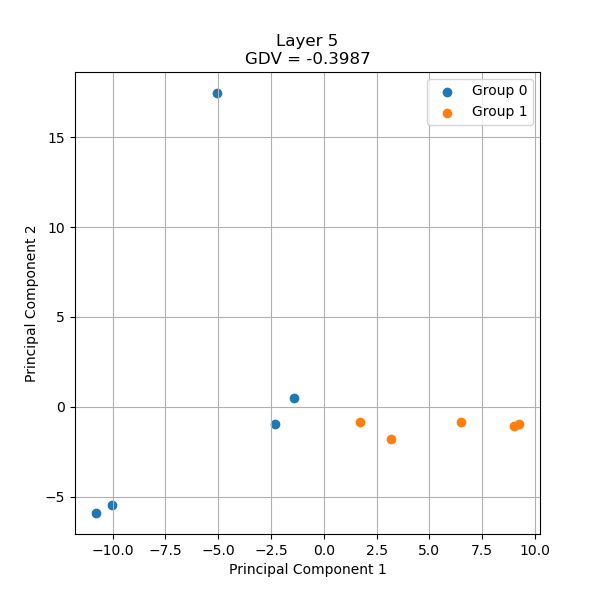 Layer 5
GDV = -0.3987
Group 0
Group 1
15
10
5
0
−5
Principal Component 2
−10.0 −7.5 −5.0 −2.5 0.0 2.5 5.0 7.5 10.0
Principal Component 1